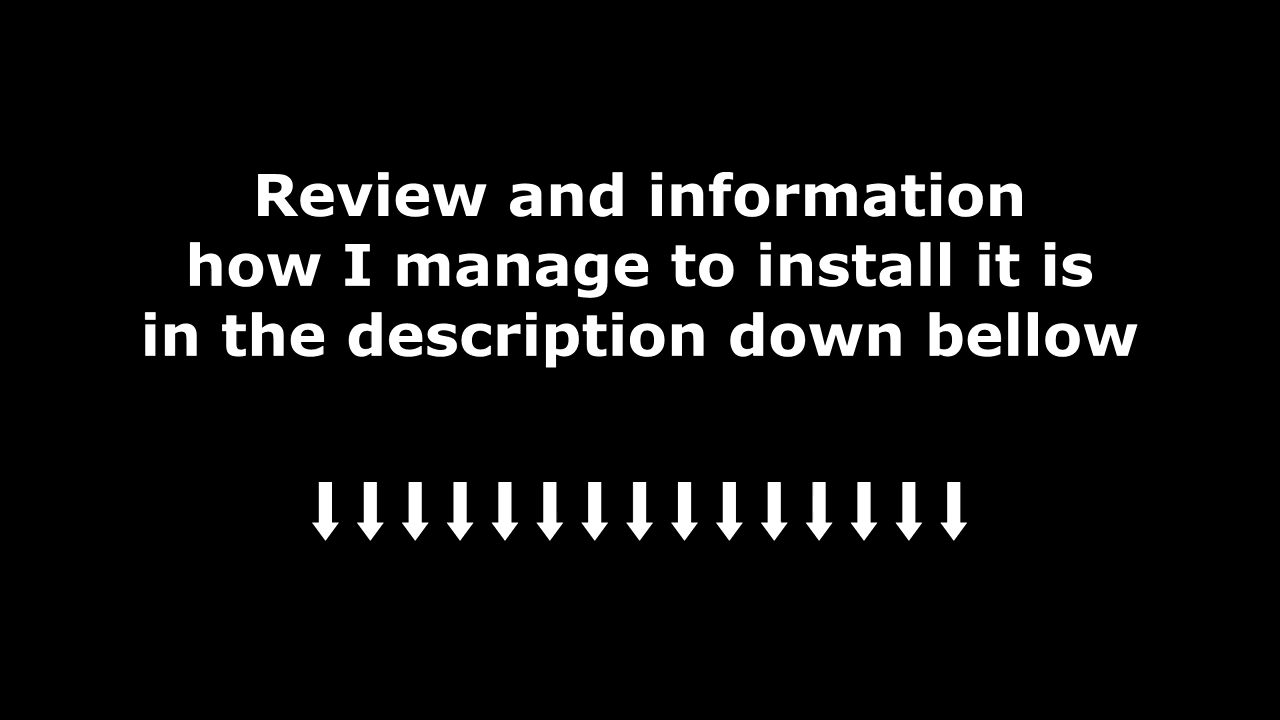 Review and information
how I manage to install it is
in the description down bellow
⬇⬇⬇⬇⬇⬇⬇⬇⬇⬇⬇⬇⬇⬇⬇